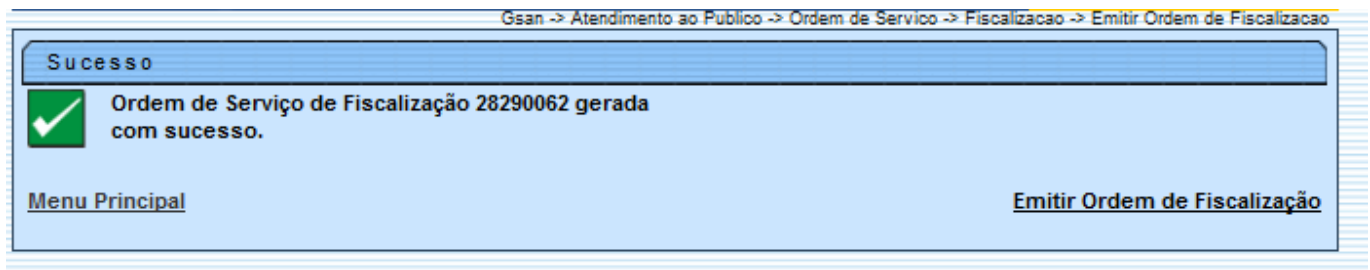 Gsan -> Atendimento ao Publico -> Ordem de Servico -> Fiscalizacao -> Emitir Ordem de Fiscalizacao
Sucesso
Ordem de Serviço de Fiscalização 28290062 gerada
com sucesso.
Menu Principal
Emitir Ordem de Fiscalização